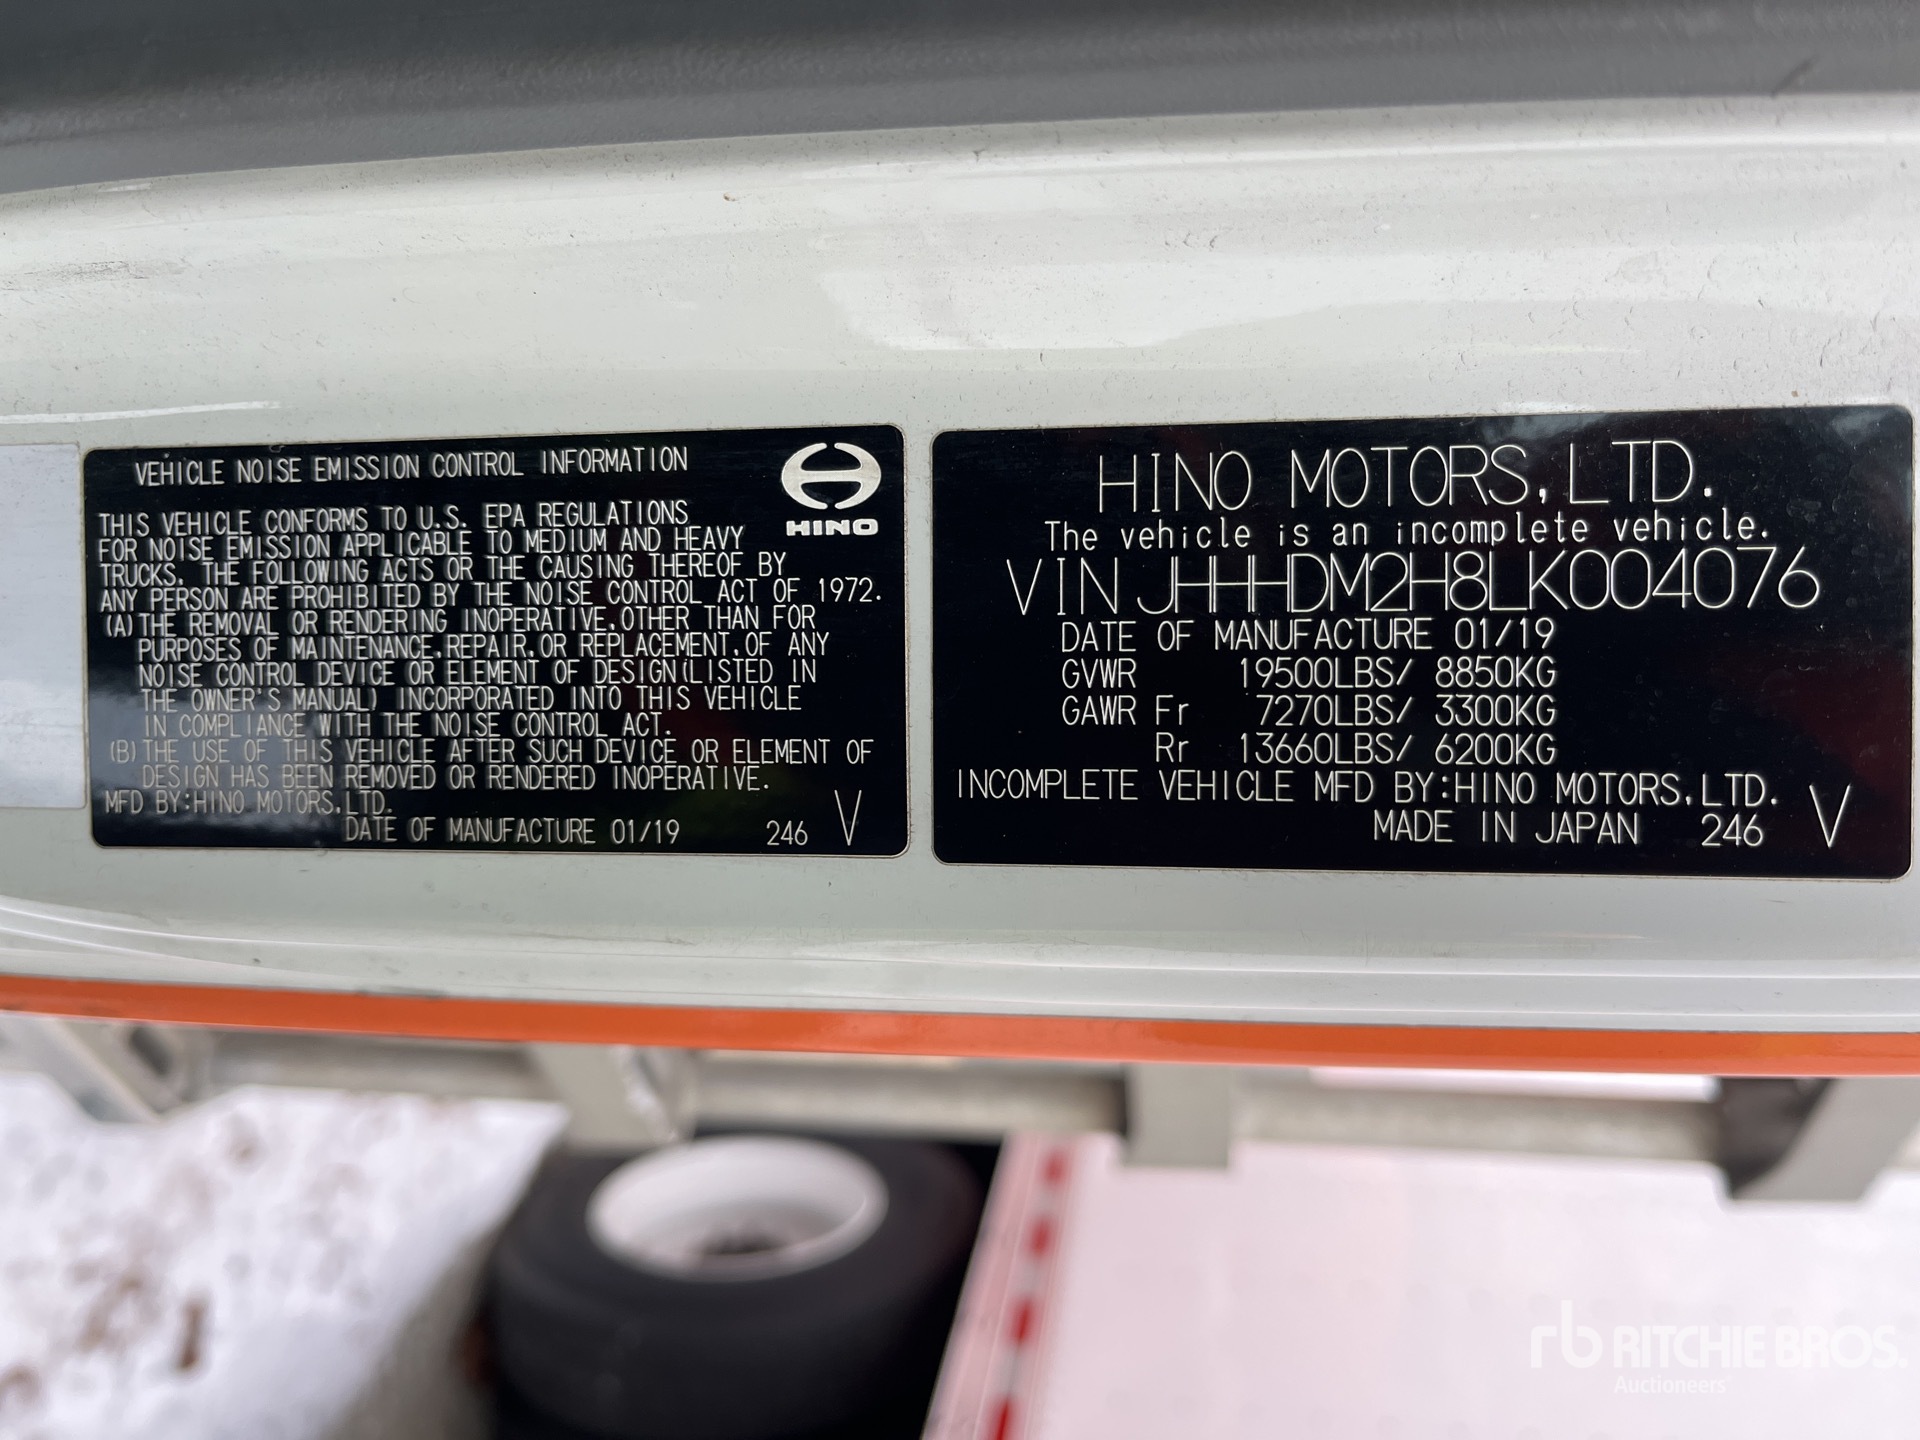 VEHICLE NOISE EMISSION CONTROL INFORMATION
HINO
THIS VEHICLE CONFORMS TO U.S. EPA REGULATIONS
FOR NOISE EMISSION APPLICABLE TO MEDIUM AND HEAVY
TRUCKS. THE FOLLOWING ACTS OR THE CAUSING THEREOF BY
ANY PERSON ARE PROHIBITED BY THE NOISE CONTROL ACT OF 1972.
(A) THE REMOVAL OR RENDERING INOPERATIVE, OTHER THAN FOR
PURPOSES OF MAINTENANCE, REPAIR, OR REPLACEMENT, OF ANY
NOISE CONTROL DEVICE OR ELEMENT OF DESIGN (LISTED IN
THE OWNER'S MANUAL) INCORPORATED INTO THIS VEHICLE
IN COMPLIANCE WITH THE NOISE CONTROL ACT.
(B) THE USE OF THIS VEHICLE AFTER SUCH DEVICE OR ELEMENT OF
DESIGN HAS BEEN REMOVED OR RENDERED INOPERATIVE.
MFD BY:HINO MOTORS, LTD.
DATE OF MANUFACTURE 01/19 246 V
HINO MOTORS, LTD.
The vehicle is an incomplete vehicle.
VIN JHHHDM2H8LK004076
DATE OF MANUFACTURE 01/19
GVWR 19500LBS/ 8850KG
GAWR Fr 7270LBS/ 3300KG
Rr 13660LBS/ 6200KG
INCOMPLETE VEHICLE MFD BY:HINO MOTORS, LTD.
MADE IN JAPAN 246 V
rb RITCHIE BROS.
Auctioneers